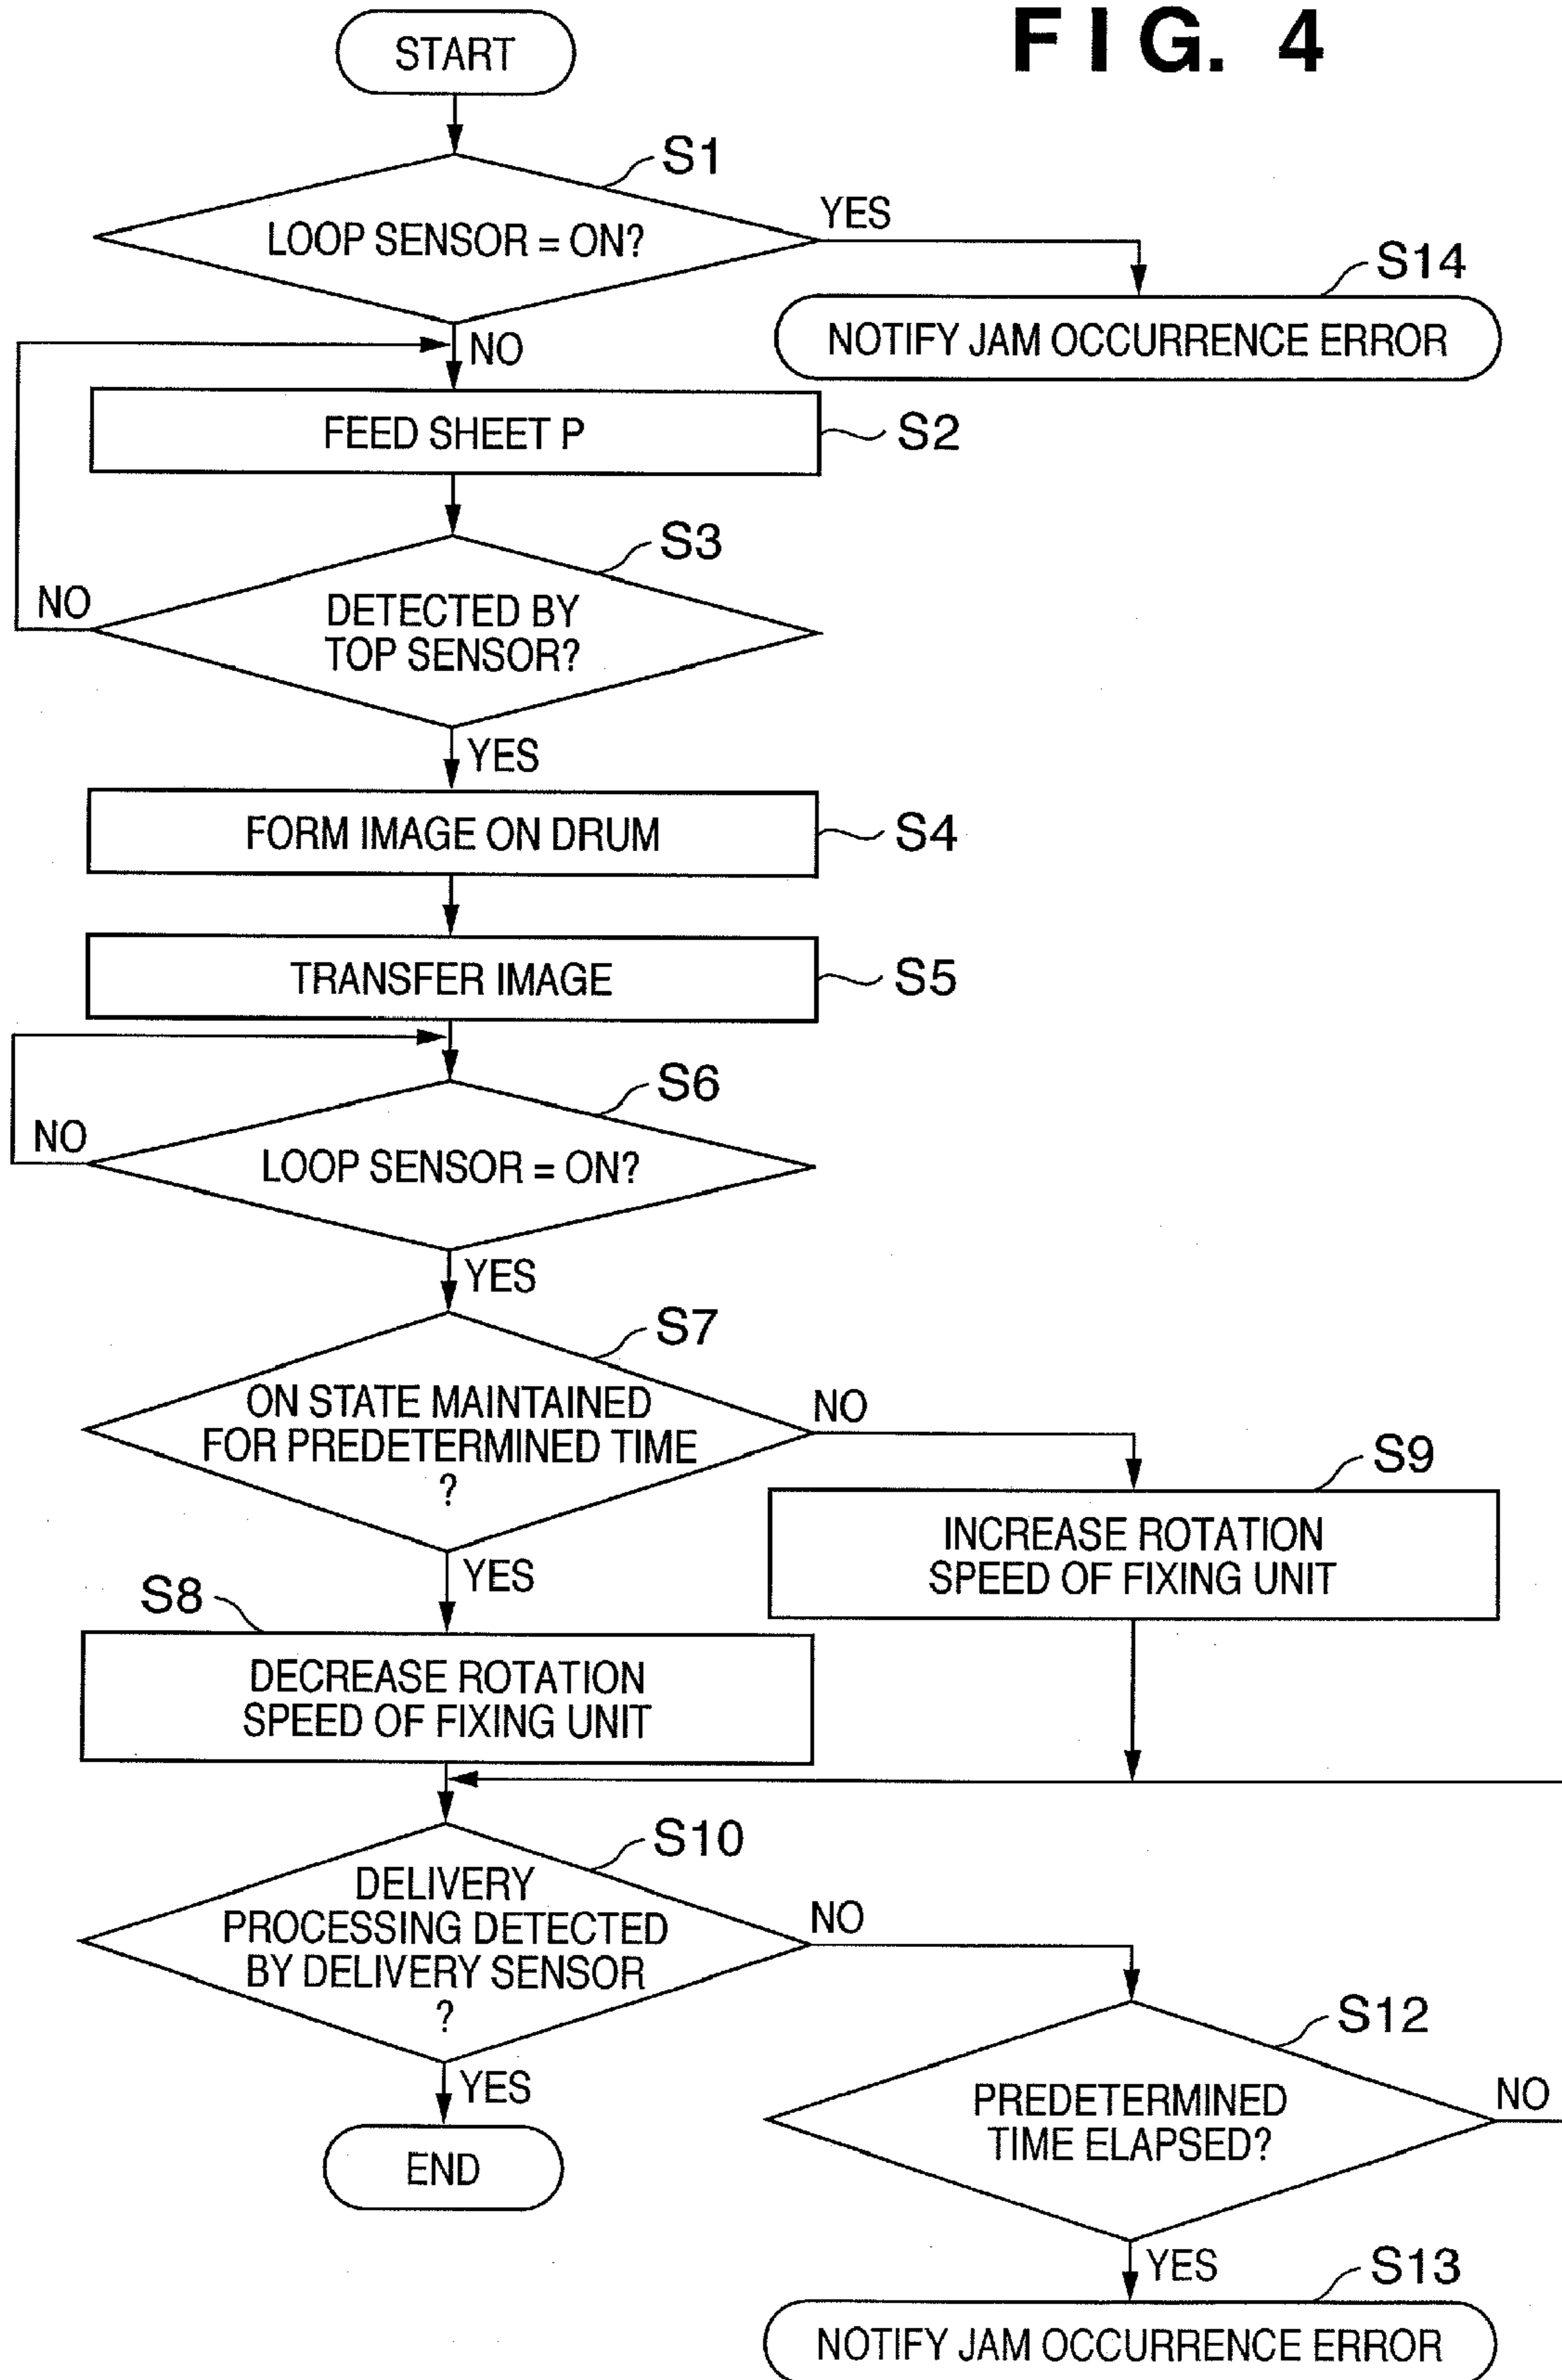 FIG. 4
START
S1
LOOP SENSOR = ON?
YES
S14
NOTIFY JAM OCCURRENCE ERROR
NO
FEED SHEET P
S2
S3
NO
DETECTED BY
TOP SENSOR?
YES
FORM IMAGE ON DRUM
S4
TRANSFER IMAGE
S5
S6
NO
LOOP SENSOR = ON?
YES
S7
ON STATE MAINTAINED
FOR PREDETERMINED TIME
?
NO
S9
INCREASE ROTATION
SPEED OF FIXING UNIT
YES
S8
DECREASE ROTATION
SPEED OF FIXING UNIT
S10
DELIVERY
PROCESSING DETECTED
BY DELIVERY SENSOR
?
NO
S12
PREDETERMINED
TIME ELAPSED?
NO
YES
END
YES
S13
NOTIFY JAM OCCURRENCE ERROR